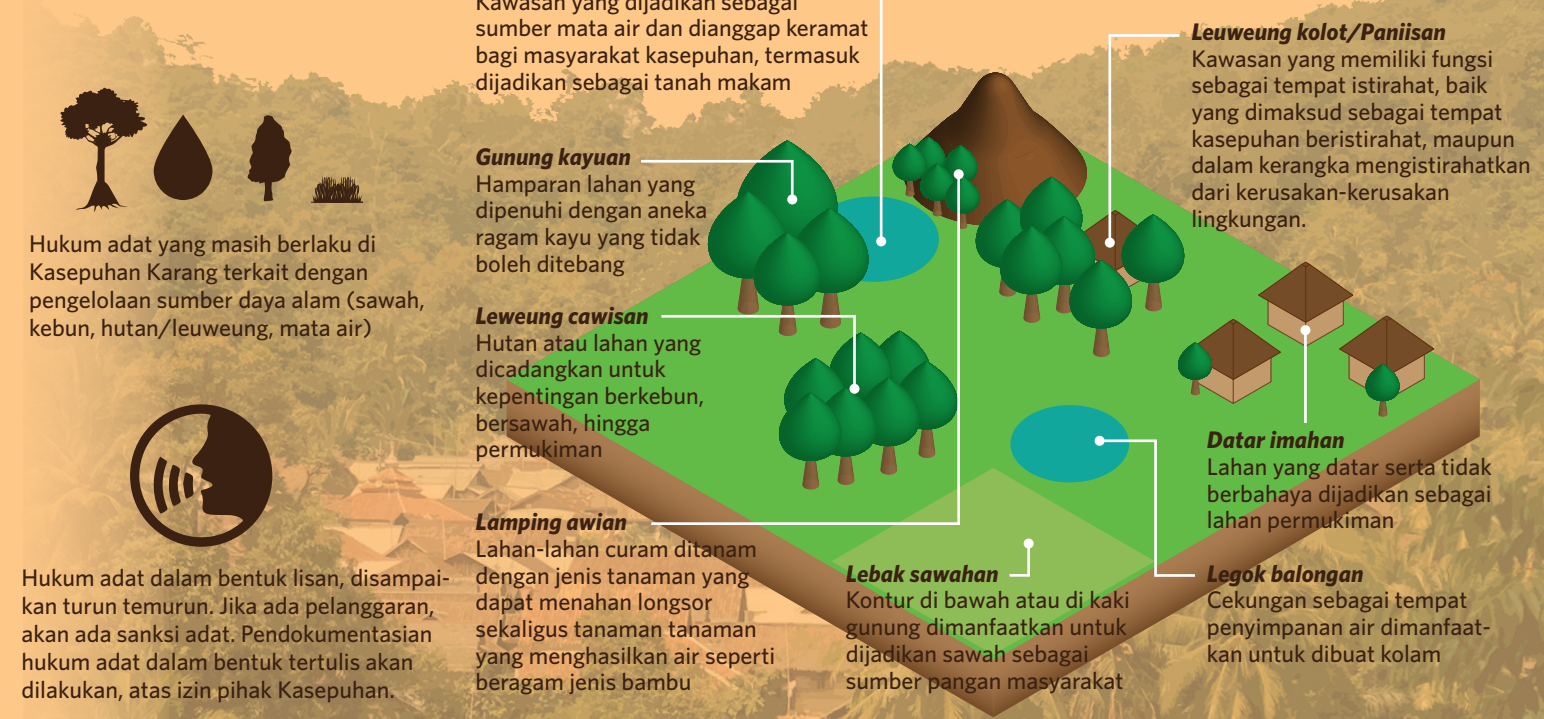 Kawasan yang dijadikan sebagai
sumber mata air dan dianggap keramat
bagi masyarakat kasepuhan, termasuk
dijadikan sebagai tanah makam
Leuweung kolot/Paniisan
Kawasan yang memiliki fungsi
sebagai tempat istirahat, baik
yang dimaksud sebagai tempat
kasepuhan beristirahat, maupun
dalam kerangka mengistirahatkan
dari kerusakan-kerusakan
lingkungan.
Gunung kayuan
Hamparan lahan yang
dipenuhi dengan aneka
ragam kayu yang tidak
boleh ditebang
Hukum adat yang masih berlaku di
Kasepuhan Karang terkait dengan
pengelolaan sumber daya alam (sawah,
kebun, hutan/leuweung, mata air)
Leweung cawisan
Hutan atau lahan yang
dicadangkan untuk
kepentingan berkebun,
bersawah, hingga
permukiman
Datar imahan
Lahan yang datar serta tidak
berbahaya dijadikan sebagai
lahan permukiman
Hukum adat dalam bentuk lisan, disampai-
kan turun temurun. Jika ada pelanggaran,
akan ada sanksi adat. Pendokumentasian
hukum adat dalam bentuk tertulis akan
dilakukan, atas izin pihak Kasepuhan.
Lamping awian
Lahan-lahan curam ditanam
dengan jenis tanaman yang
dapat menahan longsor
sekaligus tanaman tanaman
yang menghasilkan air seperti
beragam jenis bambu
Lebak sawahan
Kontur di bawah atau di kaki
gunung dimanfaatkan untuk
dijadikan sawah sebagai
sumber pangan masyarakat
Legok balongan
Cekungan sebagai tempat
penyimpanan air dimanfaat-
kan untuk dibuat kolam